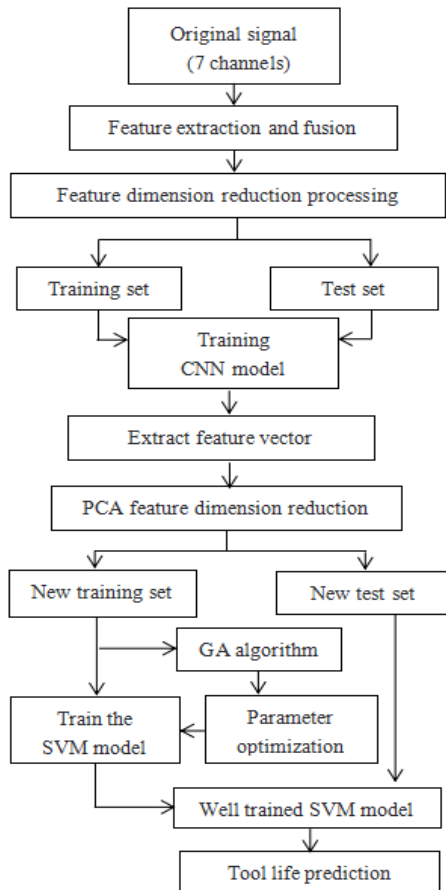 Original signal
(7 channels)
Feature extraction and fusion
Feature dimension reduction processing
Training set
Test set
Training
CNN model
Extract feature vector
PCA feature dimension reduction
New training set
New test set
GA algorithm
Train the
SVM model
Parameter
optimization
Well trained SVM model
Tool life prediction